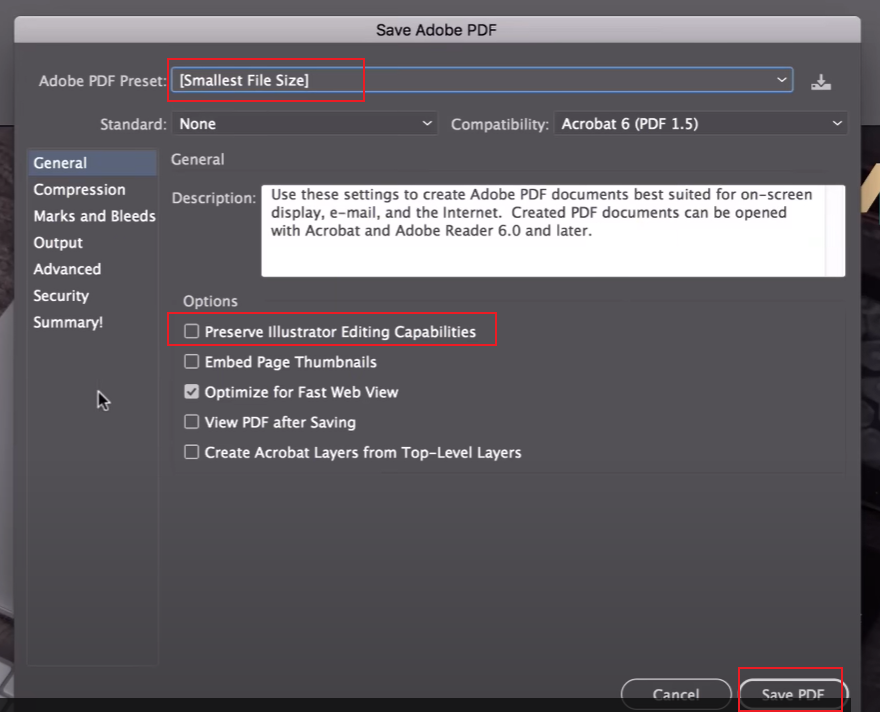 Save Adobe PDF
Adobe PDF Preset: [Smallest File Size]
Standard: None Compatibility: Acrobat 6 (PDF 1.5)
General
Compression
Marks and Bleeds
Output
Advanced
Security
Summary!
General
Description: Use these settings to create Adobe PDF documents best suited for on-screen
display, e-mail, and the Internet. Created PDF documents can be opened
with Acrobat and Adobe Reader 6.0 and later.
Options
Preserve Illustrator Editing Capabilities
Embed Page Thumbnails
Optimize for Fast Web View
View PDF after Saving
Create Acrobat Layers from Top-Level Layers
Cancel Save PDF